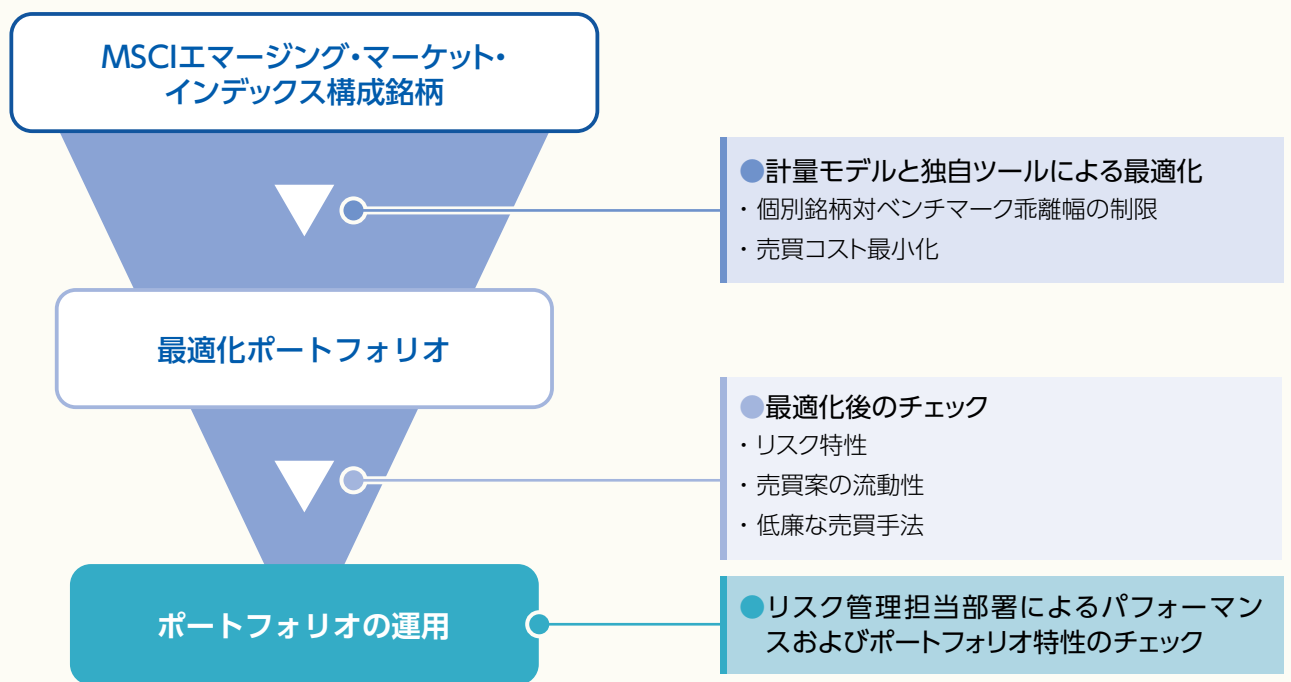 MSCIエマージング・マーケット・
インデックス構成銘柄
●計量モデルと独自ツールによる最適化
・個別銘柄対ベンチマーク乖離幅の制限
・売買コスト最小化
最適化ポートフォリオ
●最適化後のチェック
・リスク特性
・売買案の流動性
・低廉な売買手法
ポートフォリオの運用
●リスク管理担当部署によるパフォーマン
スおよびポートフォリオ特性のチェック